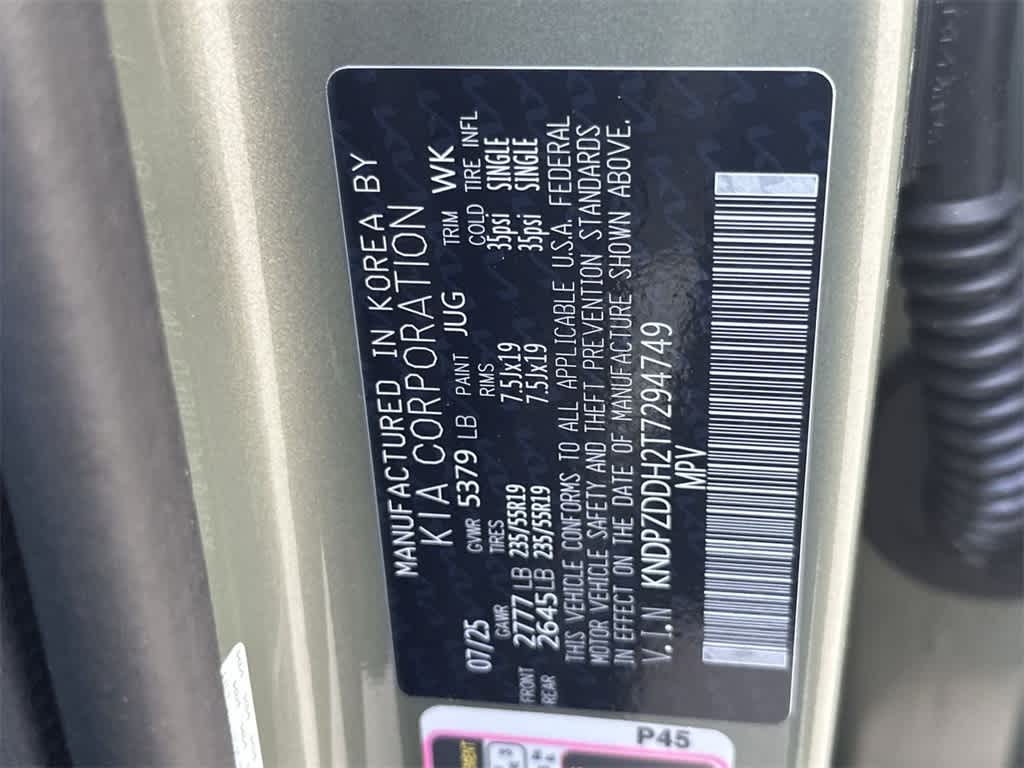 MANUFACTURED IN KOREA BY
KIA CORPORATION
07/25 GVWR 5379 LB PAINT JUG TRIM WK
GAWR TIRES RIMS COLD TIRE INFL
FRONT 2777 LB 235/55R19 7.5Jx19 35psi SINGLE
REAR 2645 LB 235/55R19 7.5Jx19 35psi SINGLE
THIS VEHICLE CONFORMS TO ALL APPLICABLE U.S.A. FEDERAL
MOTOR VEHICLE SAFETY AND THEFT PREVENTION STANDARDS
IN EFFECT ON THE DATE OF MANUFACTURE SHOWN ABOVE.
V.I.N KNDPZDDH2T7294749
MPV
P45